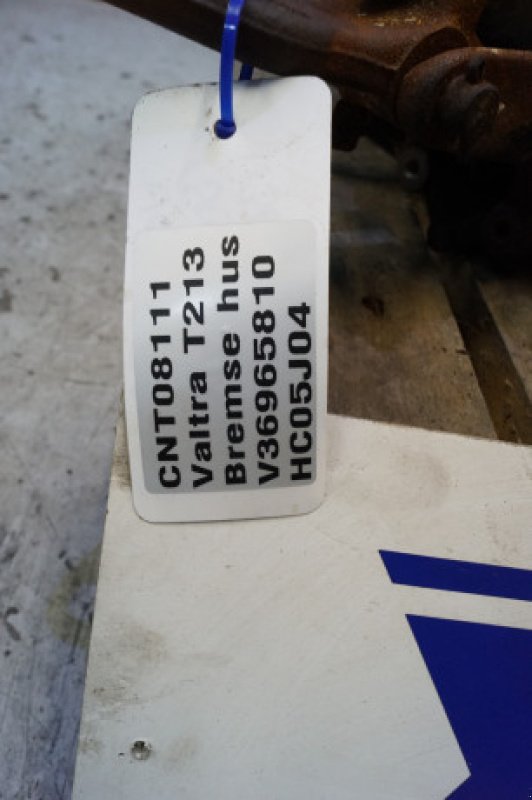 CNT08111
Valtra T213
Bremse hus
V36965810
HC05J04